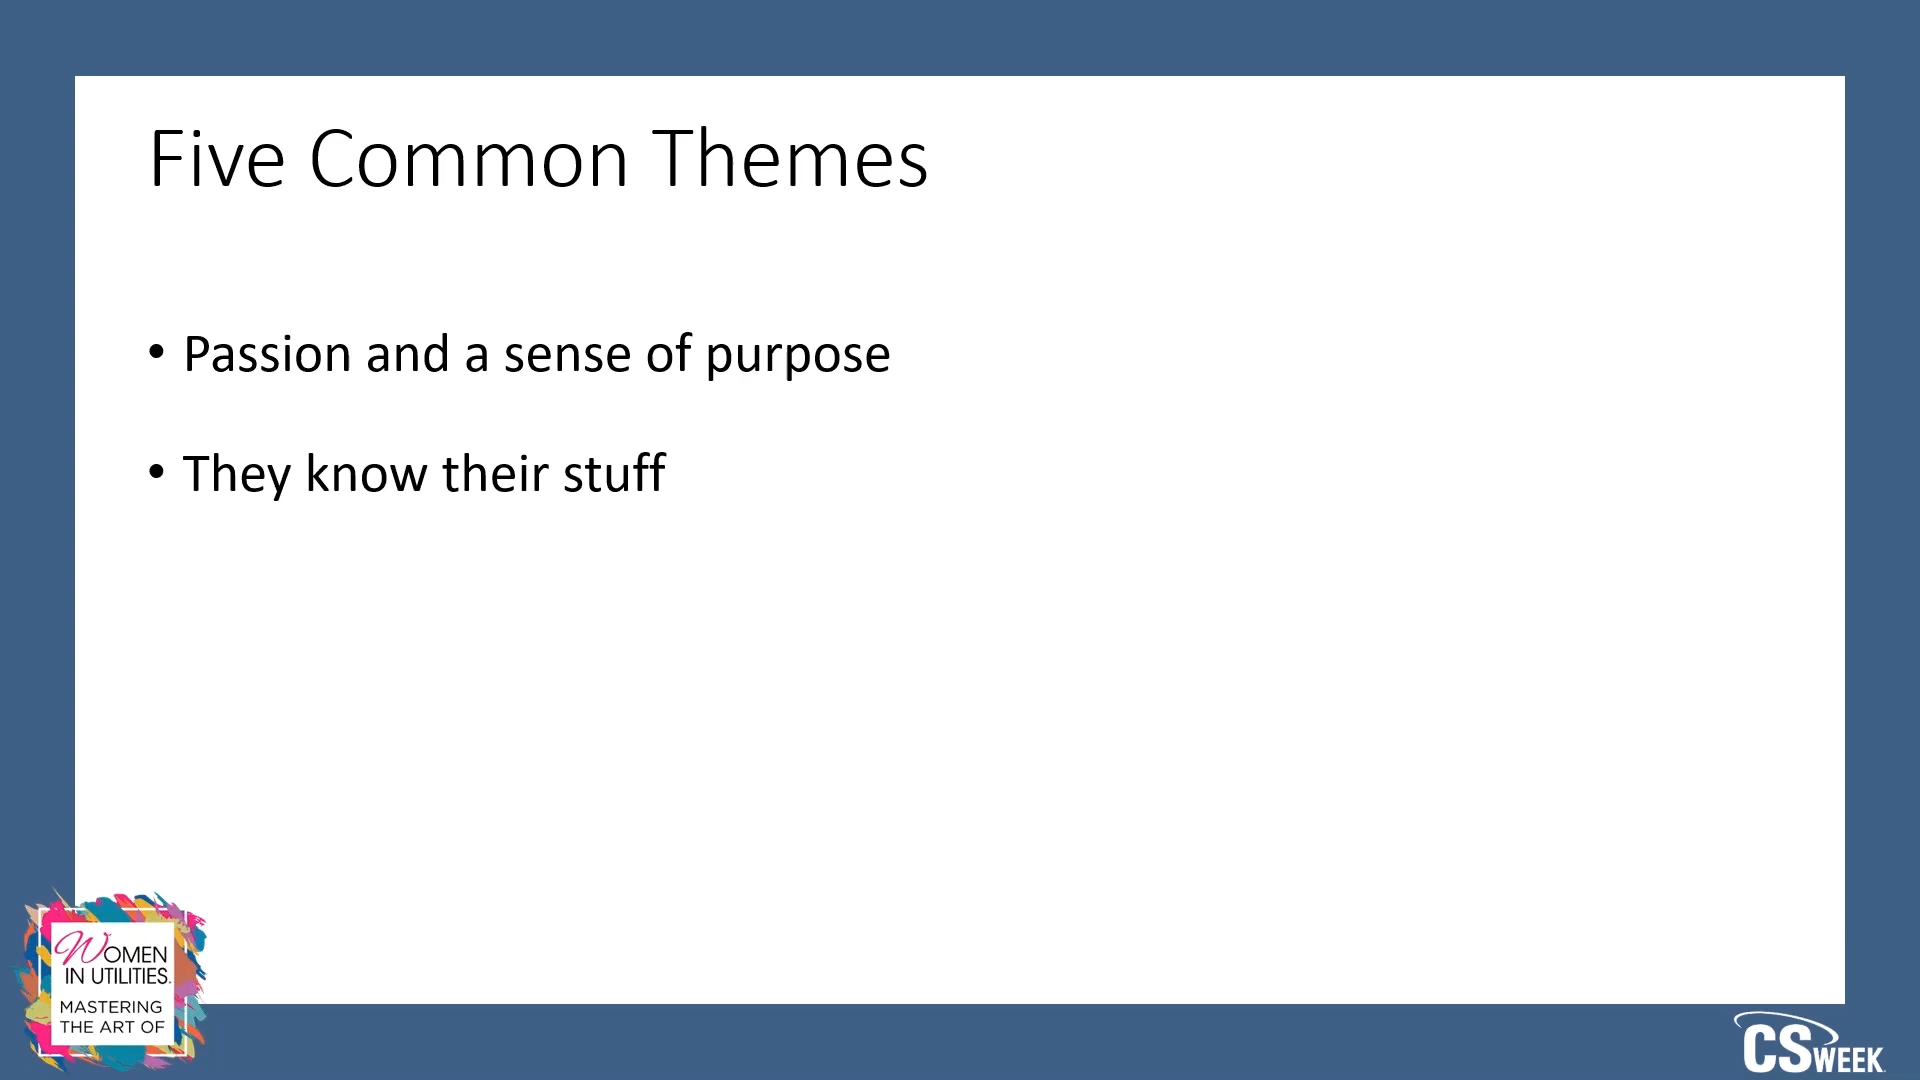 Five Common Themes
• Passion and a sense of purpose
• They know their stuff
WOMEN
IN UTILITIES.
MASTERING
THE ART OF
CSWEEK